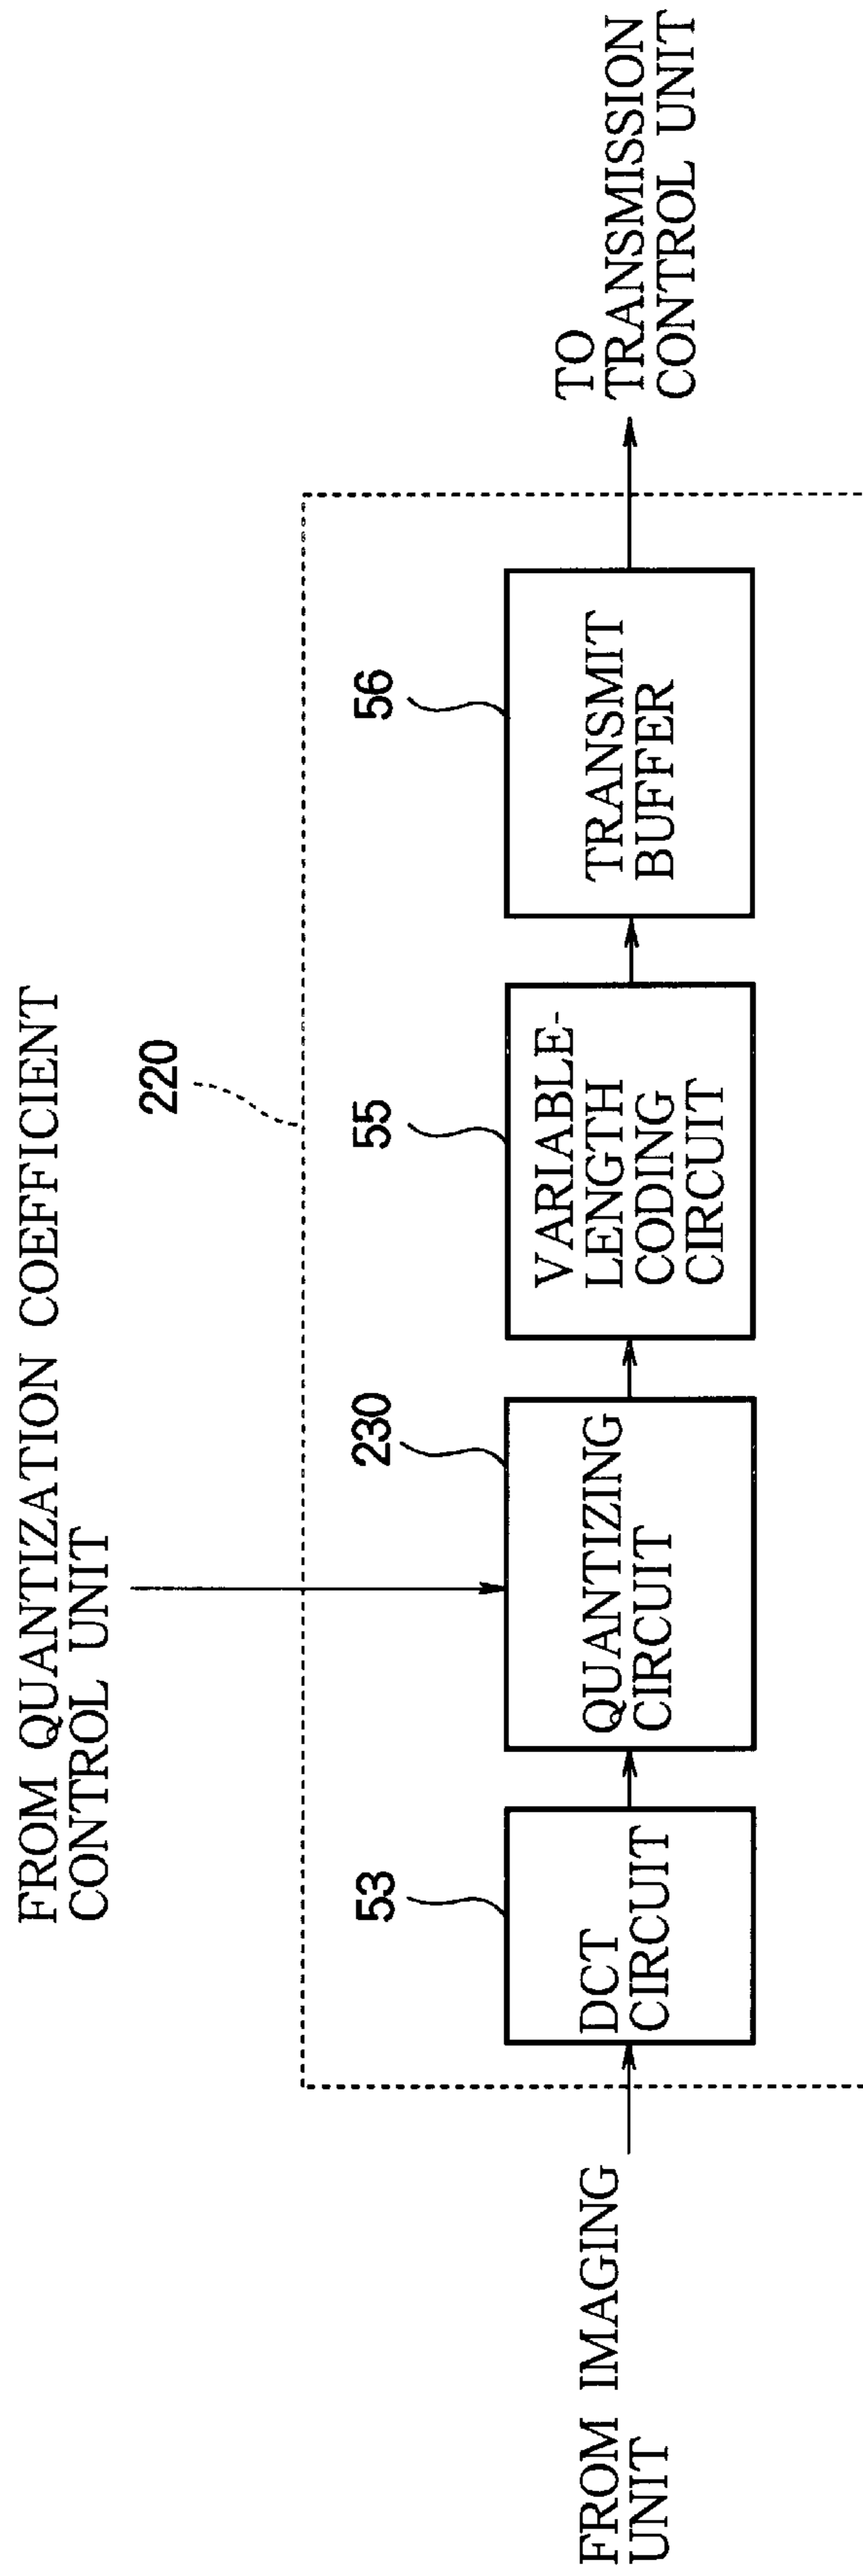 FROM QUANTIZATION COEFFICIENT
CONTROL UNIT
220
53
230
55
56
FROM IMAGING
UNIT
DCT
CIRCUIT
QUANTIZING
CIRCUIT
VARIABLE-
LENGTH
CODING
CIRCUIT
TRANSMIT
BUFFER
TO
TRANSMISSION
CONTROL UNIT